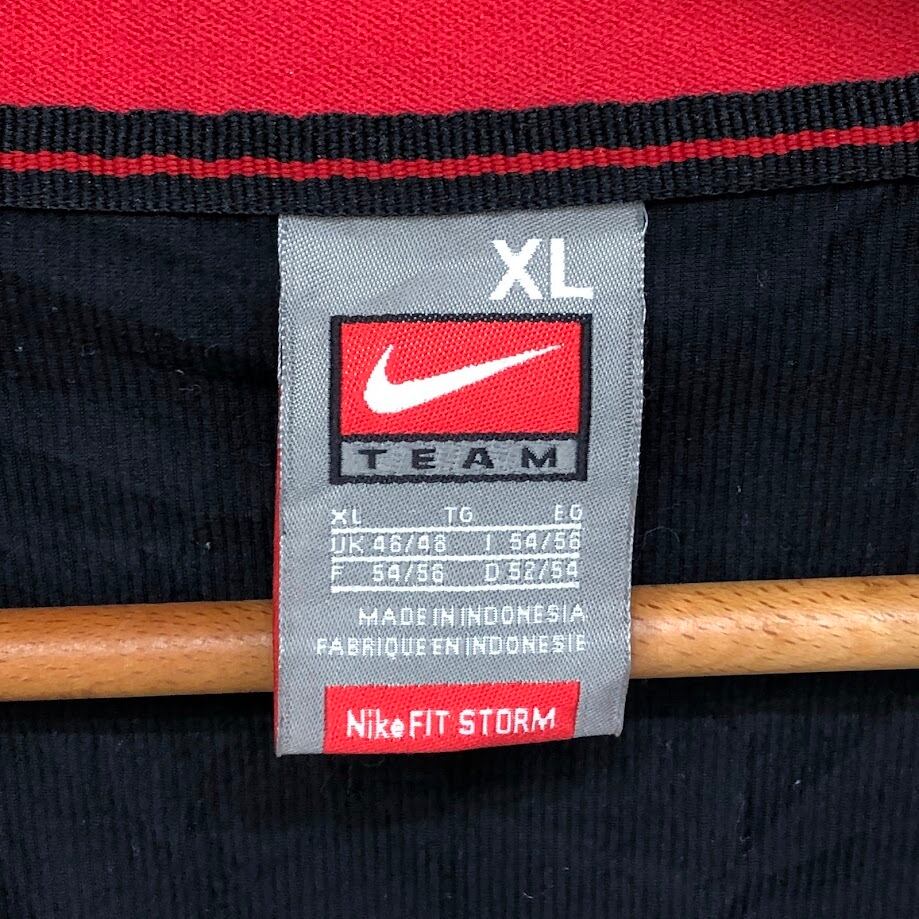 XL
TEAM
XL TG EG
UK 46/48 I 54/56
F 54/56 D 52/54
MADE IN INDONESIA
FABRIQUE EN INDONESIE
NikeFIT STORM